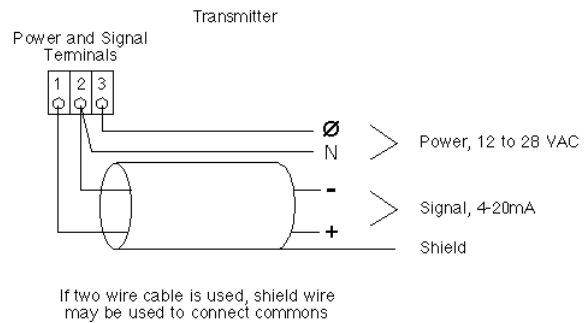 Transmitter
Power and Signal
Terminals
1 2 3
Ø
N
Power, 12 to 28 VAC
-
Signal, 4-20mA
+
Shield
If two wire cable is used, shield wire
may be used to connect commons